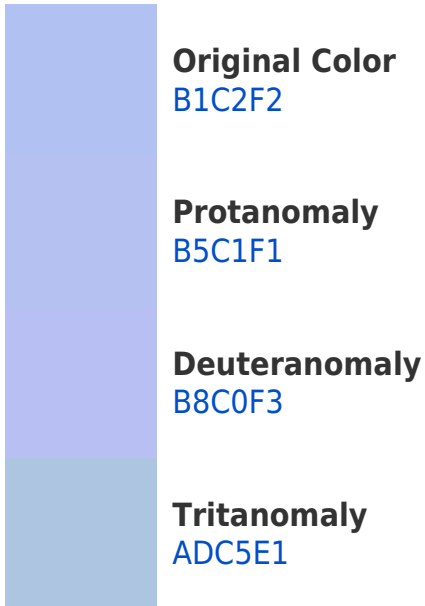 Original Color
B1C2F2
Protanomaly
B5C1F1
Deuteranomaly
B8C0F3
Tritanomaly
ADC5E1